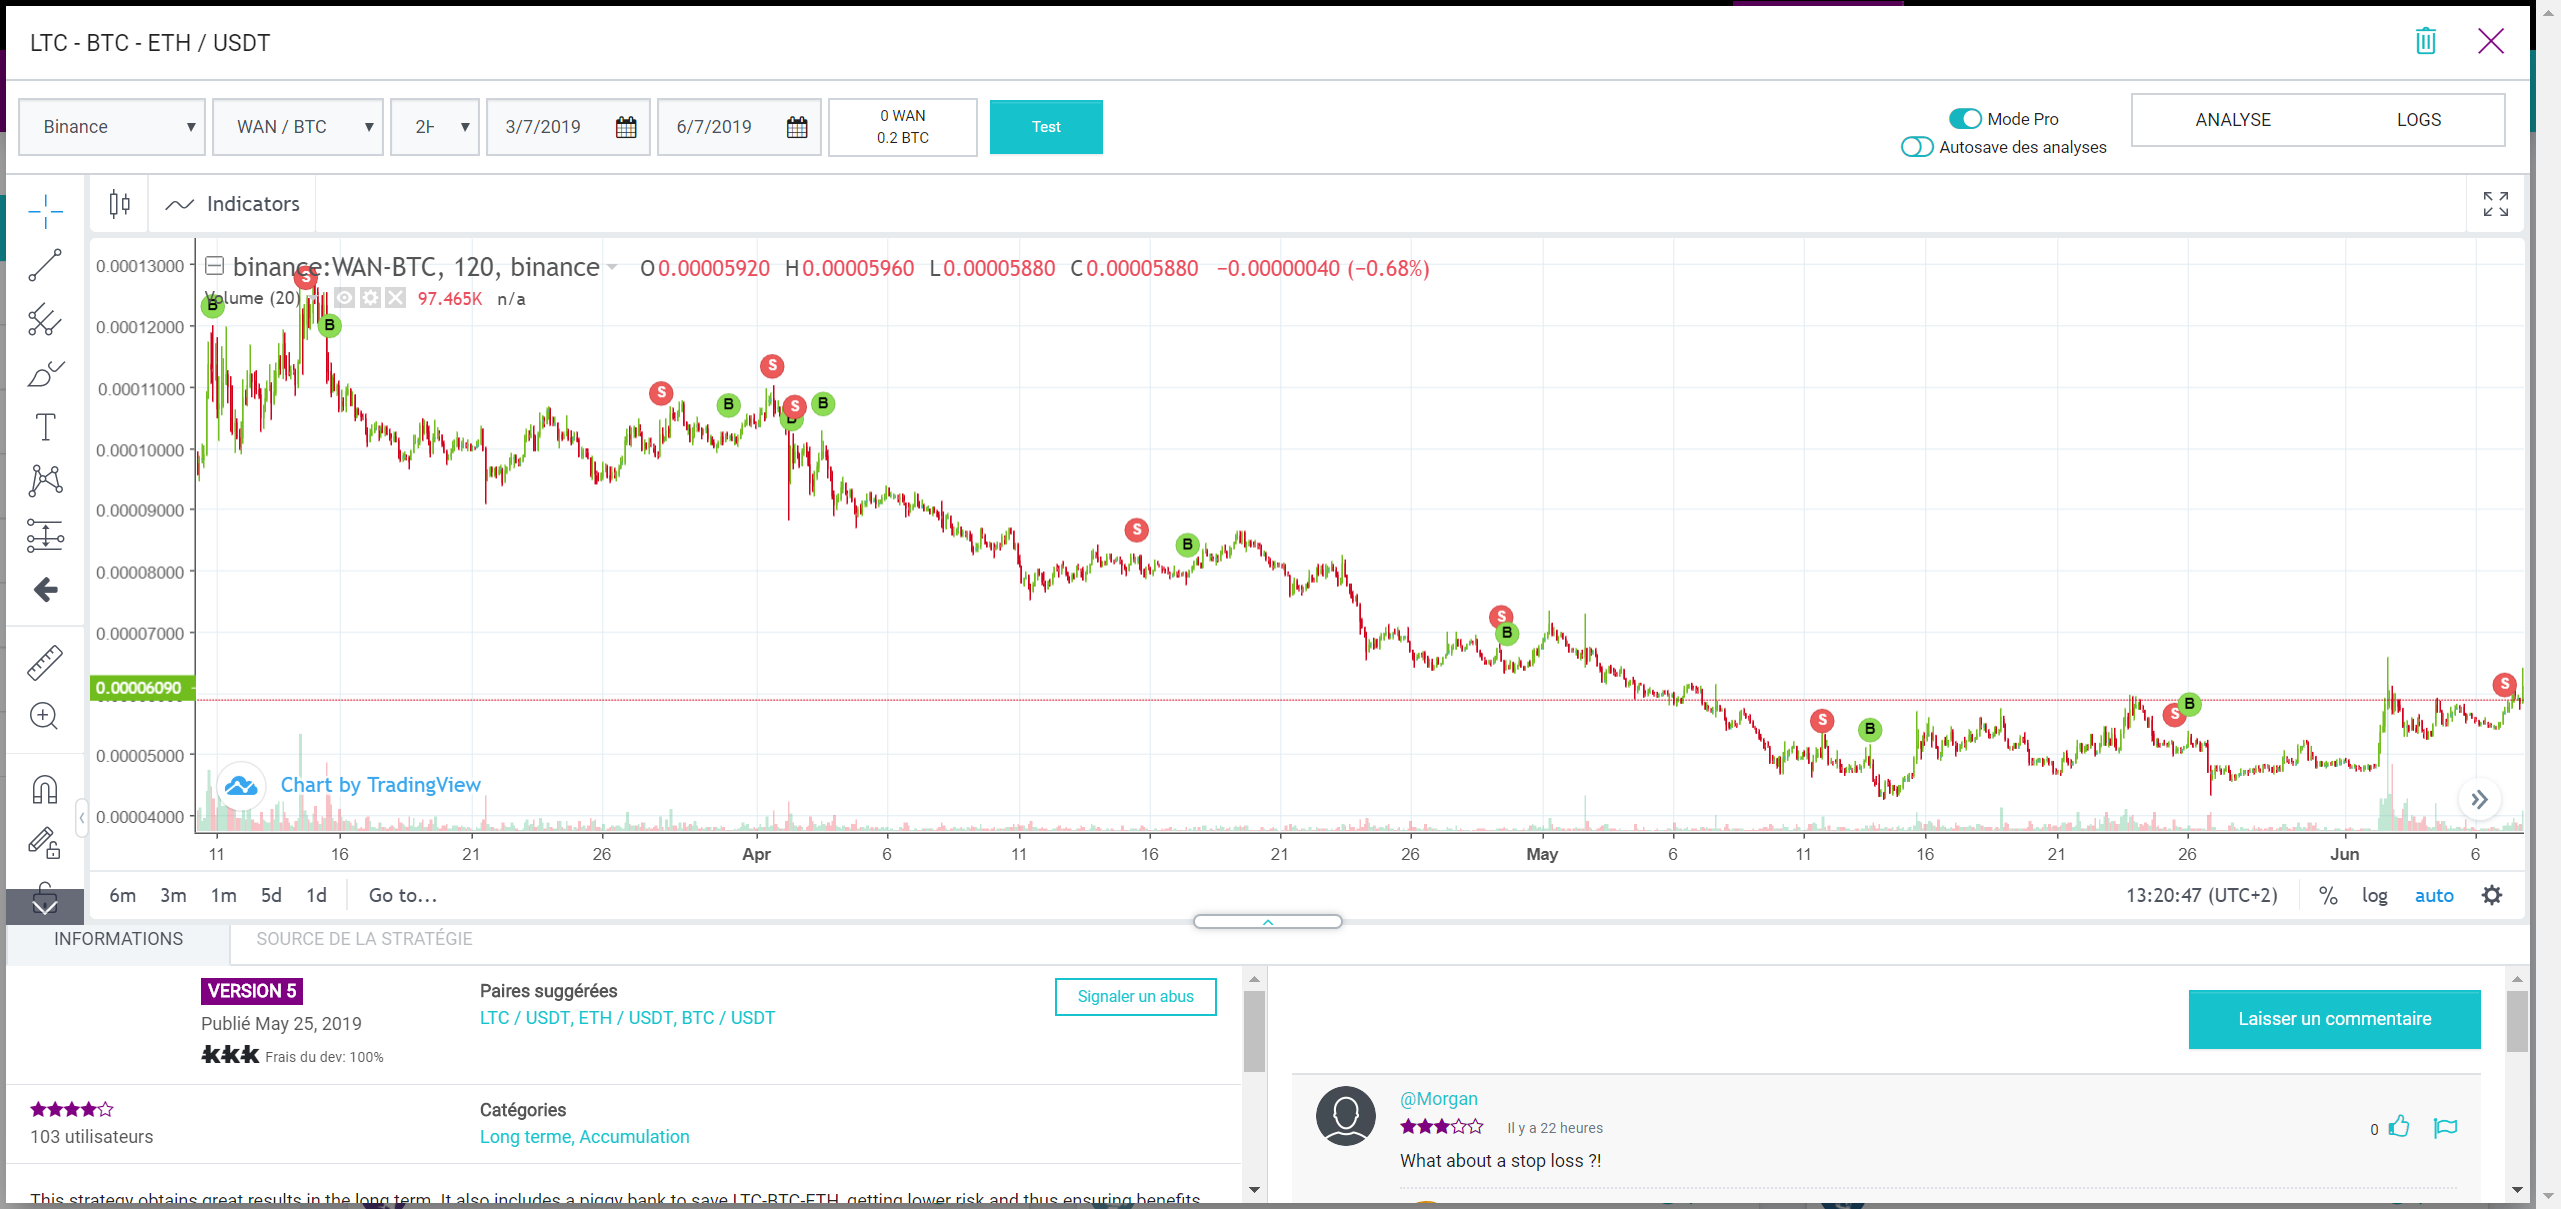 LTC - BTC - ETH / USDT
Binance
WAN / BTC
2H
3/7/2019
6/7/2019
0 WAN
0.2 BTC
Test
Mode Pro
Autosave des analyses
ANALYSE
LOGS
Indicators
binance:WAN-BTC, 120, binance
O0.00005920 H0.00005960 L0.00005880 C0.00005880 −0.00000040 (−0.68%)
Volume (20)
97.465K n/a
0.00013000
0.00012000
0.00011000
0.00010000
0.00009000
0.00008000
0.00007000
0.00006090
0.00005000
0.00004000
B
S
B
S
B
S
S
B
S
B
S
B
S
B
S
B
S
Chart by TradingView
11 16 21 26 Apr 6 11 16 21 26 May 6 11 16 21 26 Jun 6
6m 3m 1m 5d 1d Go to...
13:20:47 (UTC+2) % log auto
INFORMATIONS
SOURCE DE LA STRATÉGIE
VERSION 5
Publié May 25, 2019
Frais du dev: 100%
Paires suggérées
LTC / USDT, ETH / USDT, BTC / USDT
Signaler un abus
103 utilisateurs
Catégories
Long terme, Accumulation
This strategy obtains great results in the long term. It also includes a piggy bank to save LTC-BTC-ETH, getting lower risk and thus ensuring benefits
Laisser un commentaire
@Morgan
Il y a 22 heures
0
What about a stop loss ?!